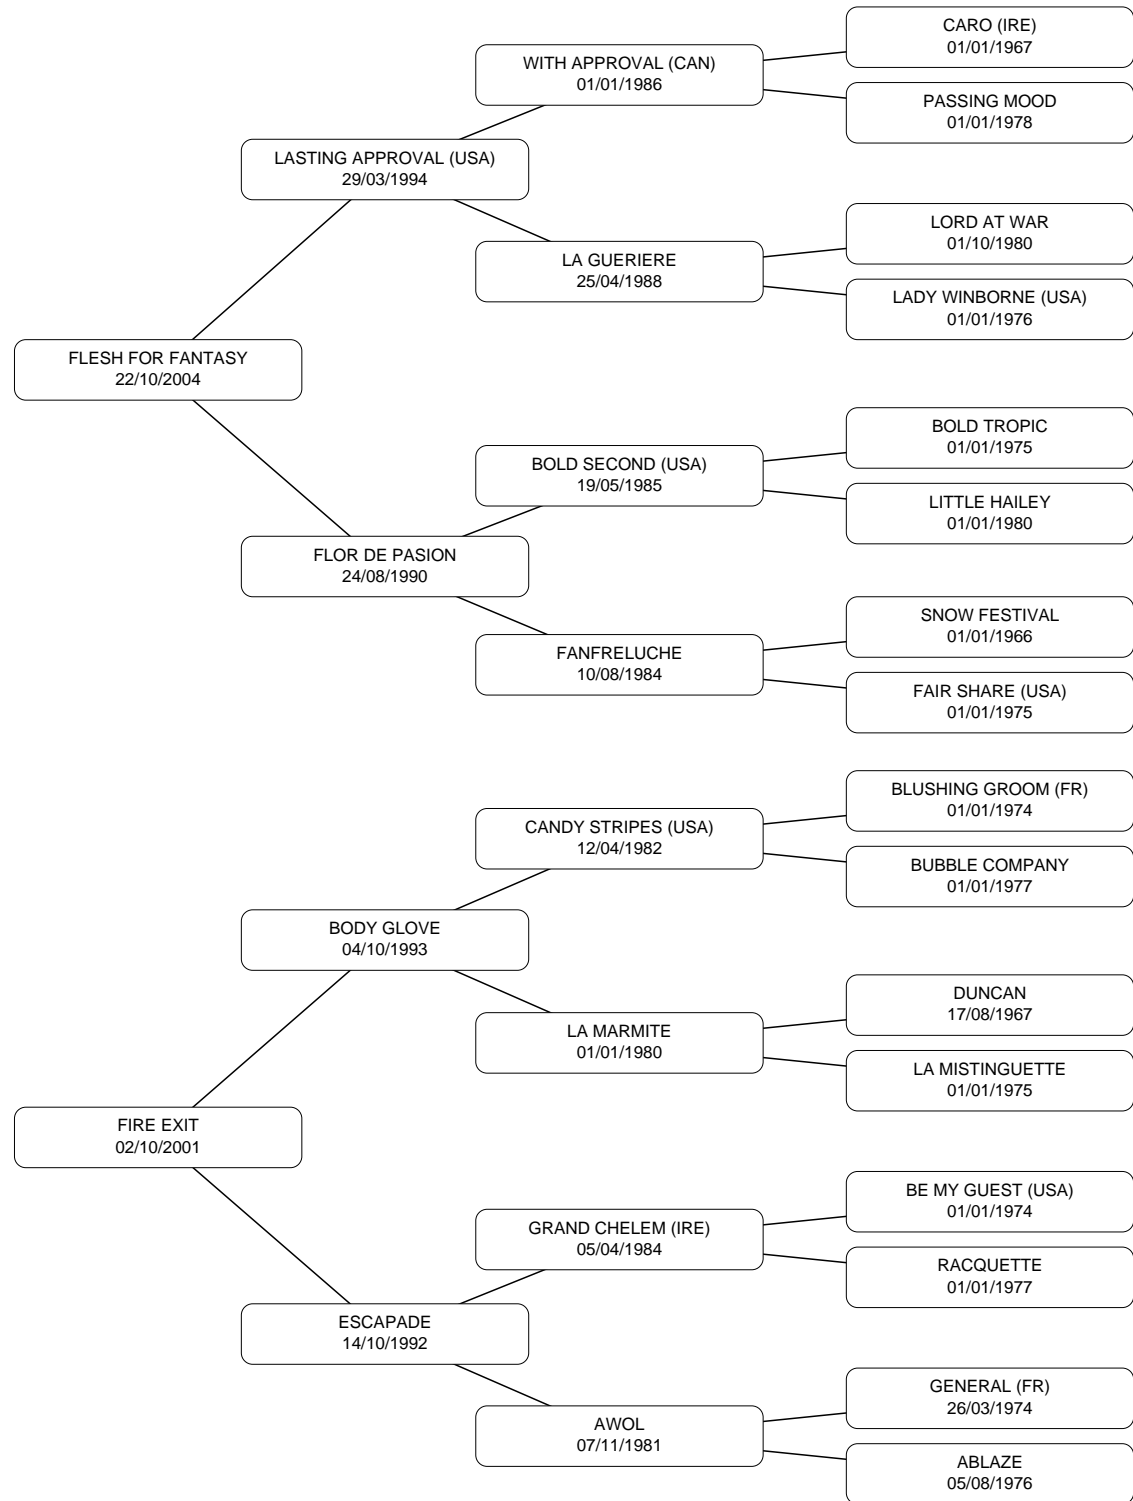 CARO (IRE)
01/01/1967
WITH APPROVAL (CAN)
01/01/1986
PASSING MOOD
01/01/1978
LASTING APPROVAL (USA)
29/03/1994
LORD AT WAR
01/10/1980
LA GUERIERE
25/04/1988
LADY WINBORNE (USA)
01/01/1976
FLESH FOR FANTASY
22/10/2004
BOLD TROPIC
01/01/1975
BOLD SECOND (USA)
19/05/1985
LITTLE HAILEY
01/01/1980
FLOR DE PASION
24/08/1990
SNOW FESTIVAL
01/01/1966
FANFRELUCHE
10/08/1984
FAIR SHARE (USA)
01/01/1975
BLUSHING GROOM (FR)
01/01/1974
CANDY STRIPES (USA)
12/04/1982
BUBBLE COMPANY
01/01/1977
BODY GLOVE
04/10/1993
DUNCAN
17/08/1967
LA MARMITE
01/01/1980
LA MISTINGUETTE
01/01/1975
FIRE EXIT
02/10/2001
BE MY GUEST (USA)
01/01/1974
GRAND CHELEM (IRE)
05/04/1984
RACQUETTE
01/01/1977
ESCAPADE
14/10/1992
GENERAL (FR)
26/03/1974
AWOL
07/11/1981
ABLAZE
05/08/1976